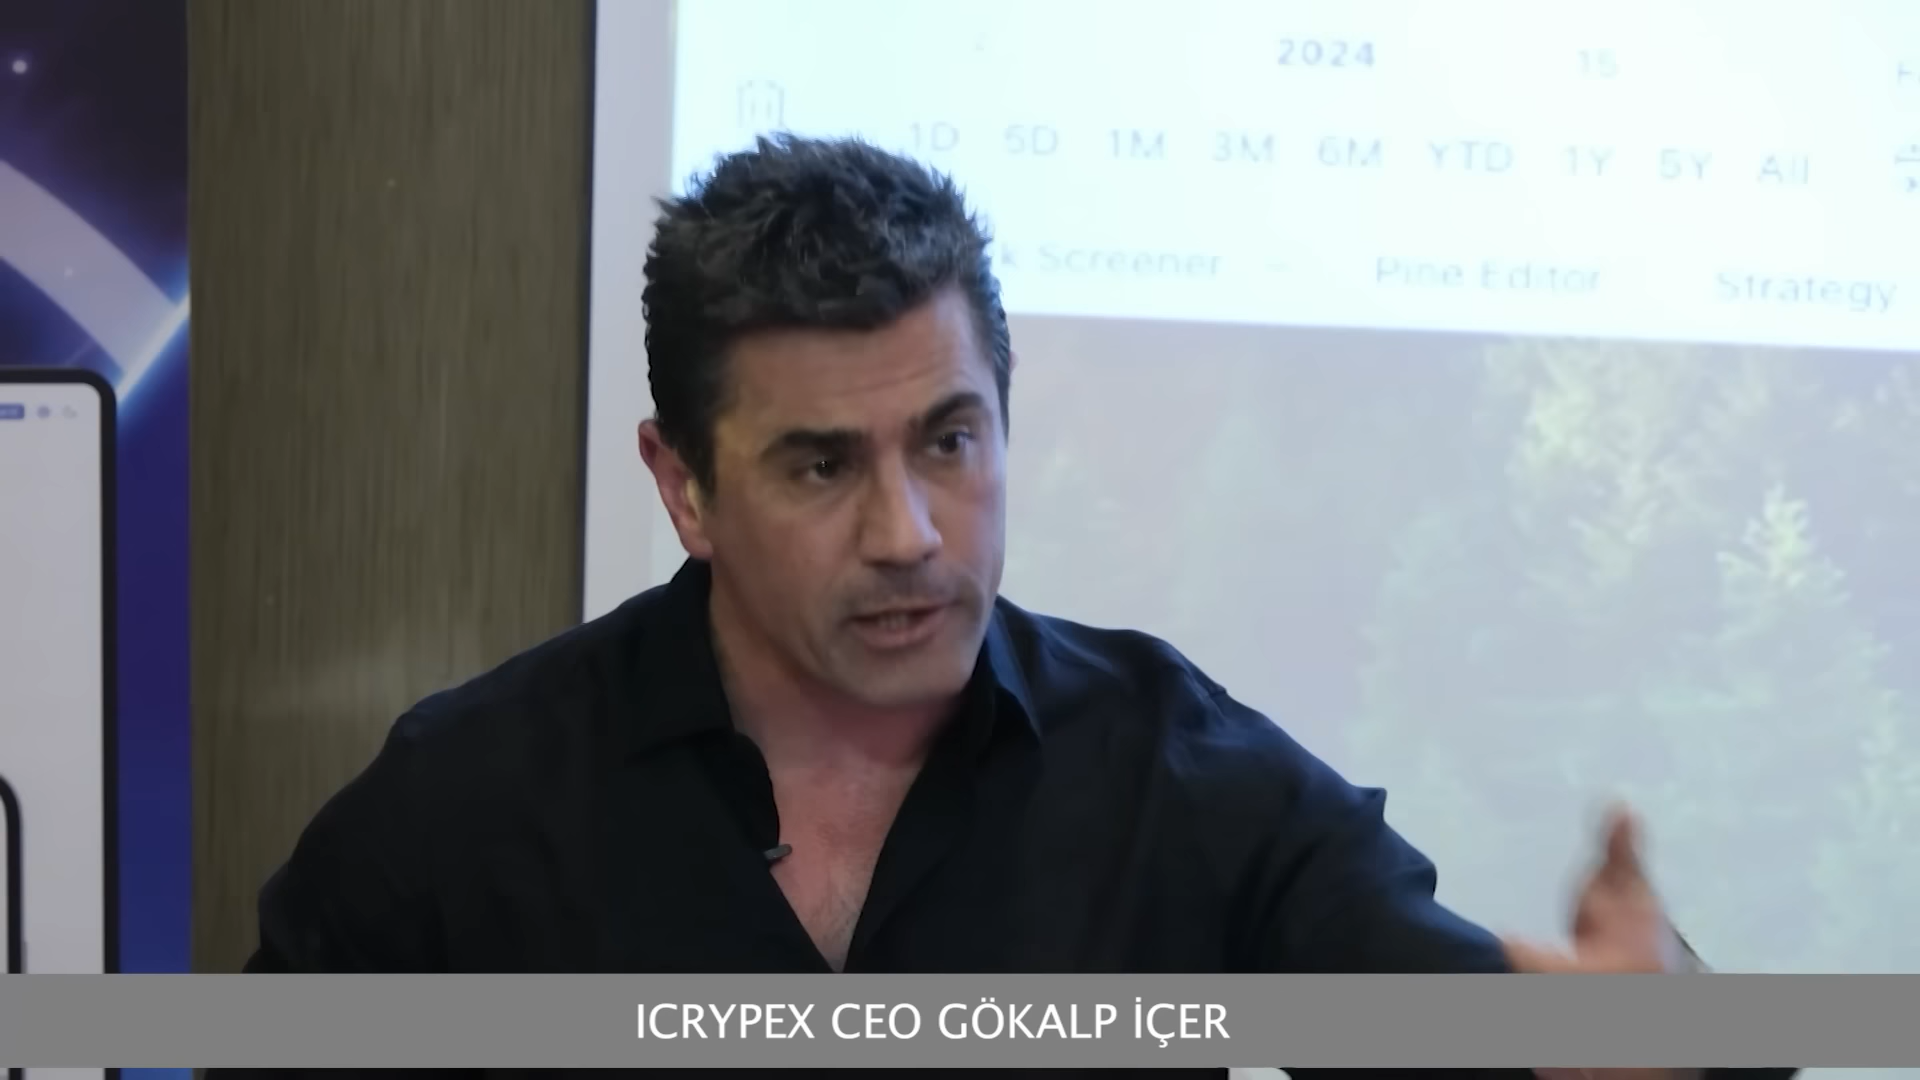 2024 15
1D 5D 1M 3M 6M YTD 1Y 5Y All
Screener Pine Editor Strategy
ICRYPEX CEO GÖKALP İÇER